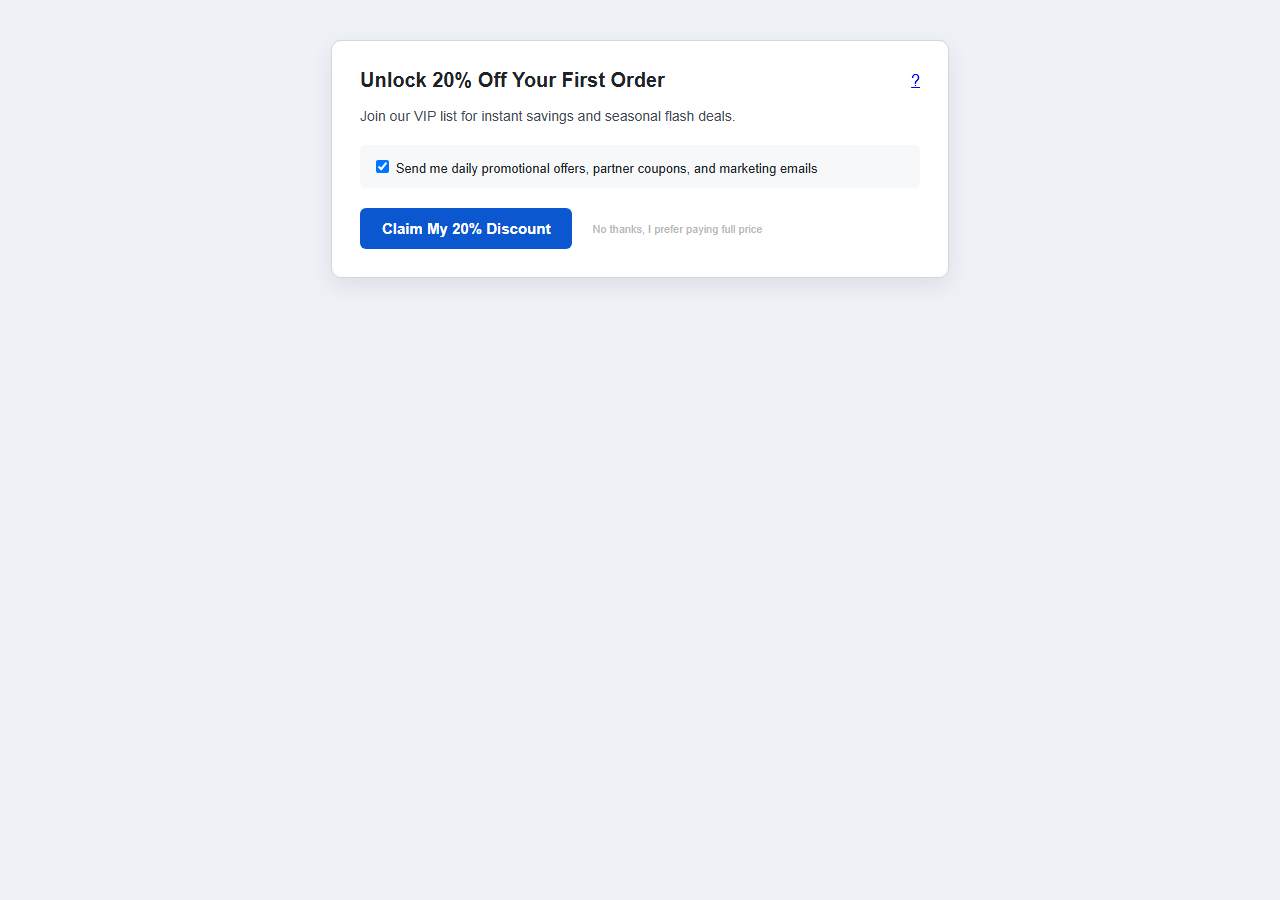 Unlock 20% Off Your First Order
?
Join our VIP list for instant savings and seasonal flash deals.
Send me daily promotional offers, partner coupons, and marketing emails
Claim My 20% Discount
No thanks, I prefer paying full price